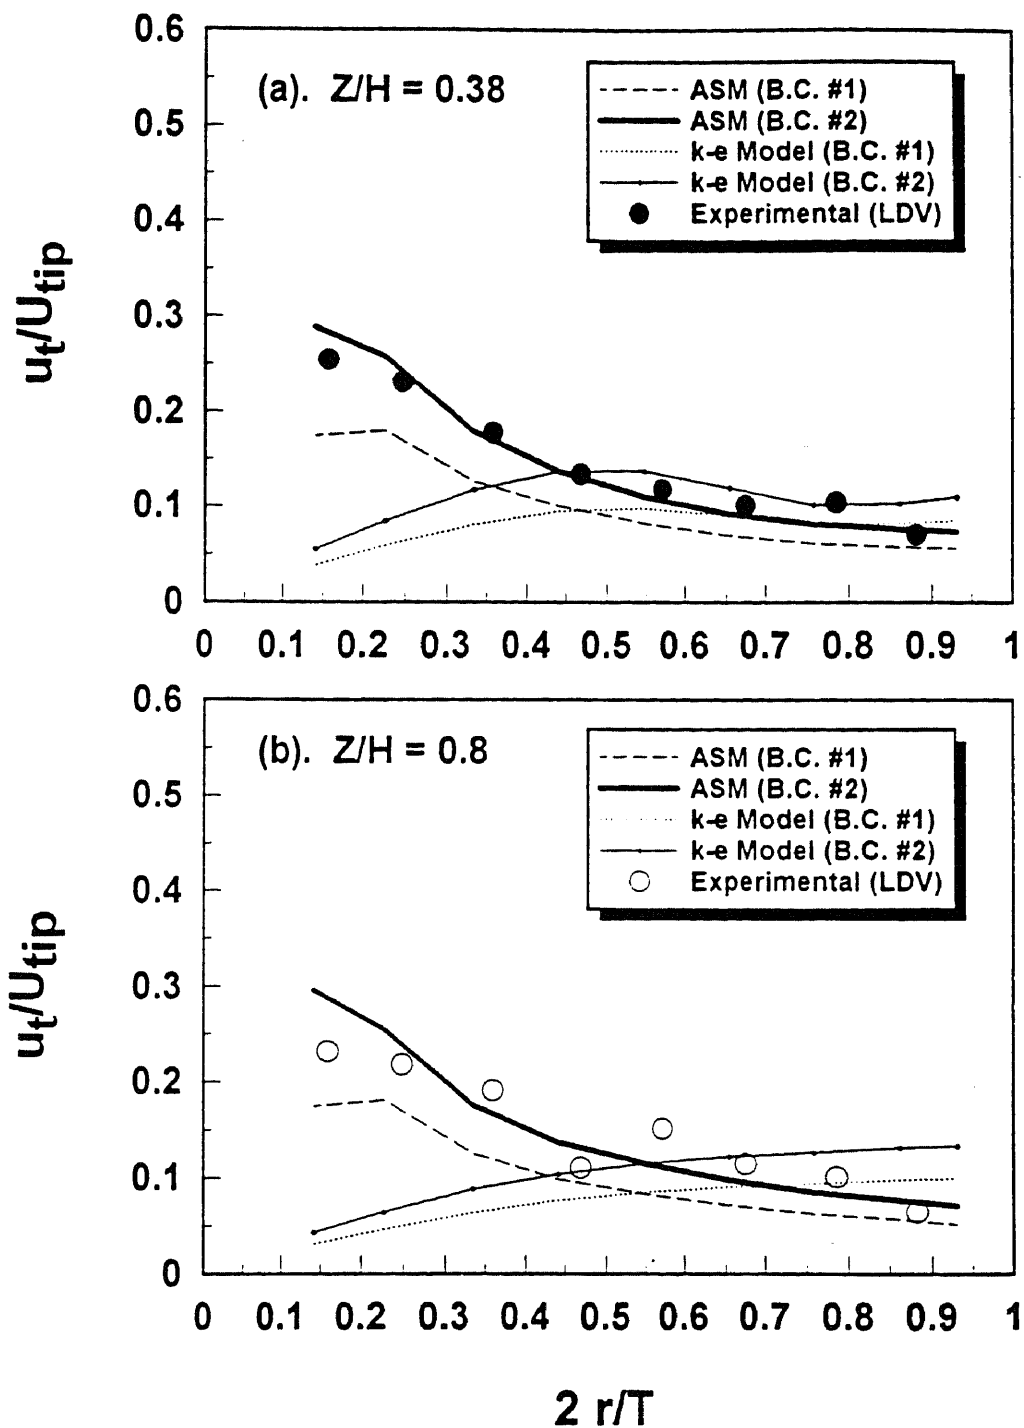 0.6
(a). Z/H = 0.38
ASM (B.C. #1)
ASM (B.C. #2)
k-e Model (B.C. #1)
k-e Model (B.C. #2)
Experimental (LDV)
0.5
0.4
0.3
0.2
0.1
0
ut/Utip
0 0.1 0.2 0.3 0.4 0.5 0.6 0.7 0.8 0.9 1
0.6
(b). Z/H = 0.8
ASM (B.C. #1)
ASM (B.C. #2)
k-e Model (B.C. #1)
k-e Model (B.C. #2)
Experimental (LDV)
0.5
0.4
0.3
0.2
0.1
0
ut/Utip
0 0.1 0.2 0.3 0.4 0.5 0.6 0.7 0.8 0.9 1
2 r/T